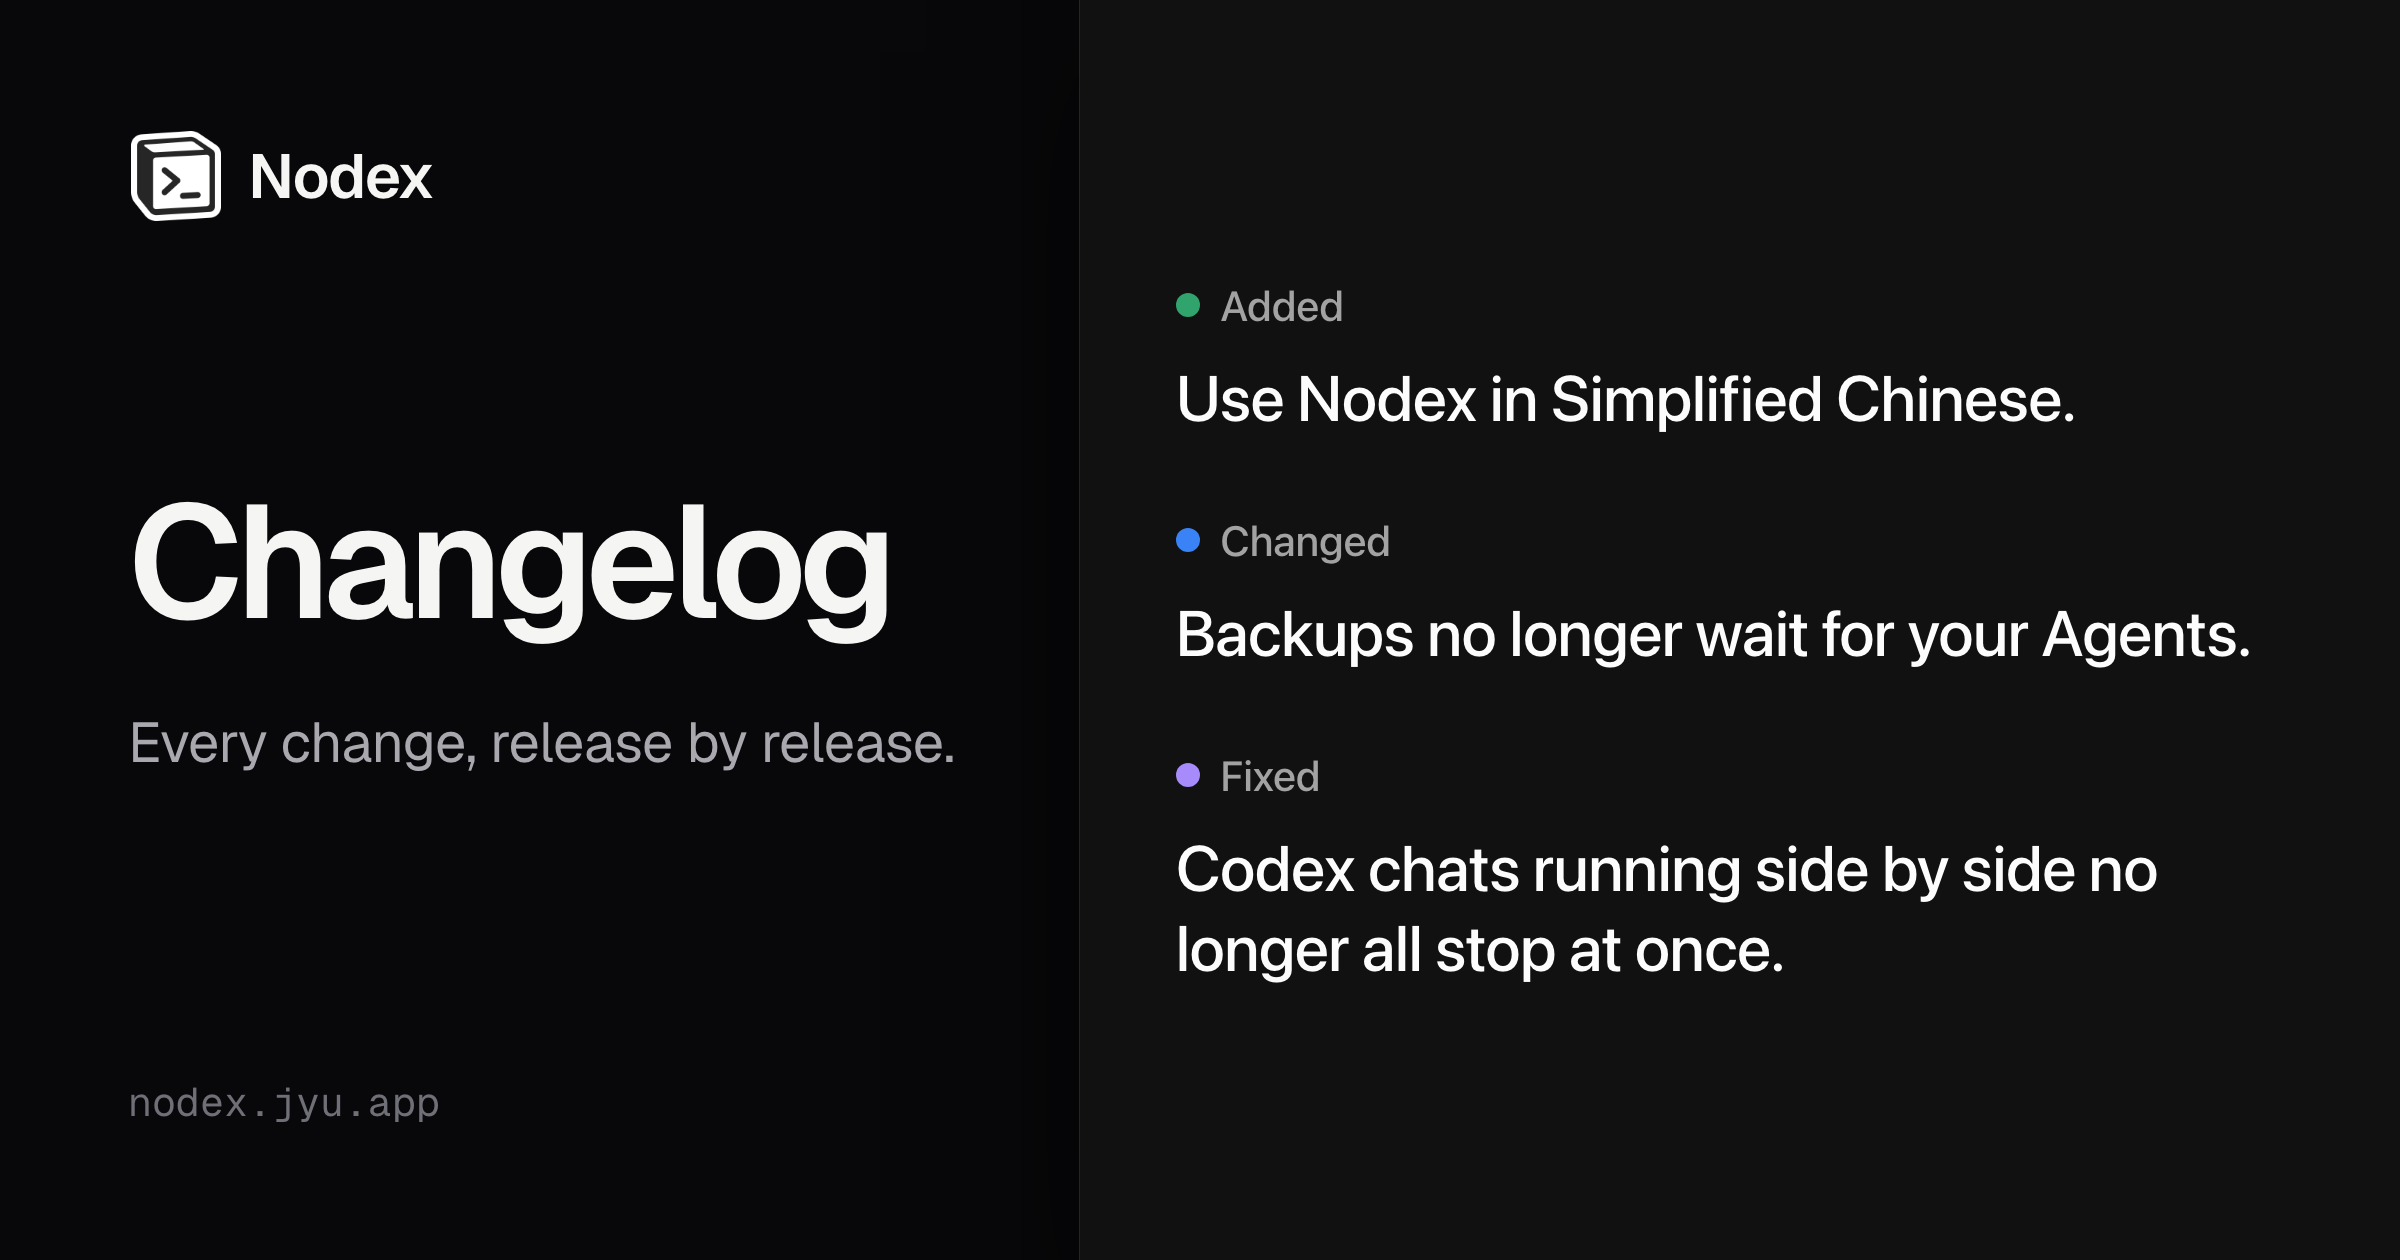 Nodex
Changelog
Every change, release by release.
nodex.jyu.app
Added
Use Nodex in Simplified Chinese.
Changed
Backups no longer wait for your Agents.
Fixed
Codex chats running side by side no
longer all stop at once.